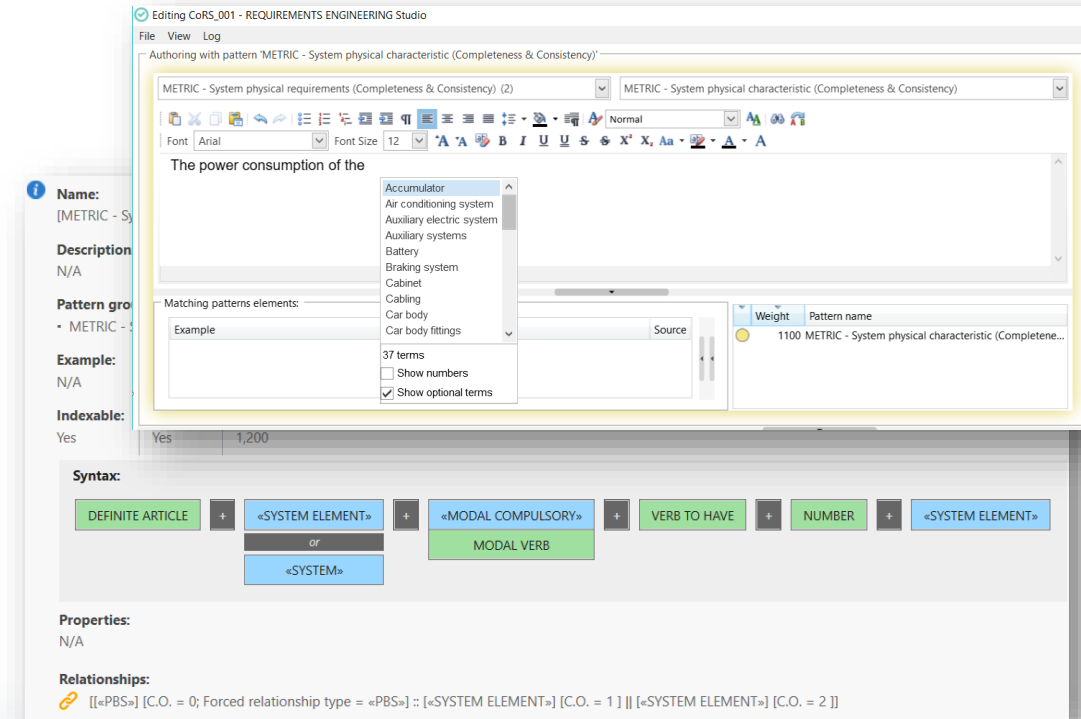 Editing CoRS_001 - REQUIREMENTS ENGINEERING Studio
File View Log
Authoring with pattern 'METRIC - System physical characteristic (Completeness & Consistency)'
METRIC - System physical requirements (Completeness & Consistency) (2)
METRIC - System physical characteristic (Completeness & Consistency)
Normal
Font Arial Font Size 12
The power consumption of the
Accumulator
Air conditioning system
Auxiliary electric system
Auxiliary systems
Battery
Braking system
Cabinet
Cabling
Car body
Car body fittings
37 terms
Show numbers
Show optional terms
Matching patterns elements:
Example Source
Weight Pattern name
1100 METRIC - System physical characteristic (Completene...
Name:
[METRIC - Sy
Description
N/A
Pattern gro
• METRIC - S
Example:
N/A
Indexable:
Yes Yes 1,200
Syntax:
DEFINITE ARTICLE + «SYSTEM ELEMENT» + «MODAL COMPULSORY» + VERB TO HAVE + NUMBER + «SYSTEM ELEMENT»
or MODAL VERB
«SYSTEM»
Properties:
N/A
Relationships:
[[«PBS»] [C.O. = 0; Forced relationship type = «PBS»] :: [«SYSTEM ELEMENT»] [C.O. = 1 ] || [«SYSTEM ELEMENT»] [C.O. = 2 ]]